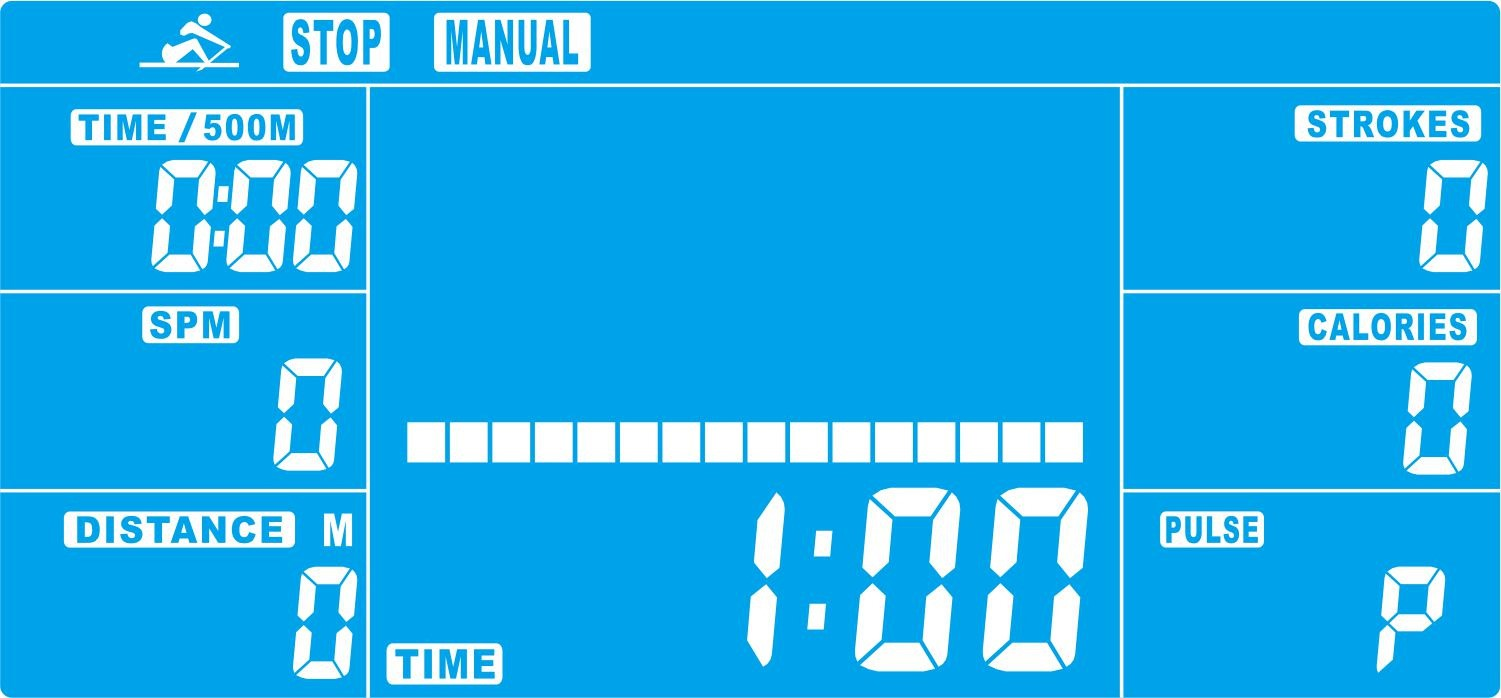 STOP MANUAL
TIME / 500M
0:00
SPM
0
DISTANCE M
0
1:00
TIME
STROKES
0
CALORIES
0
PULSE
P